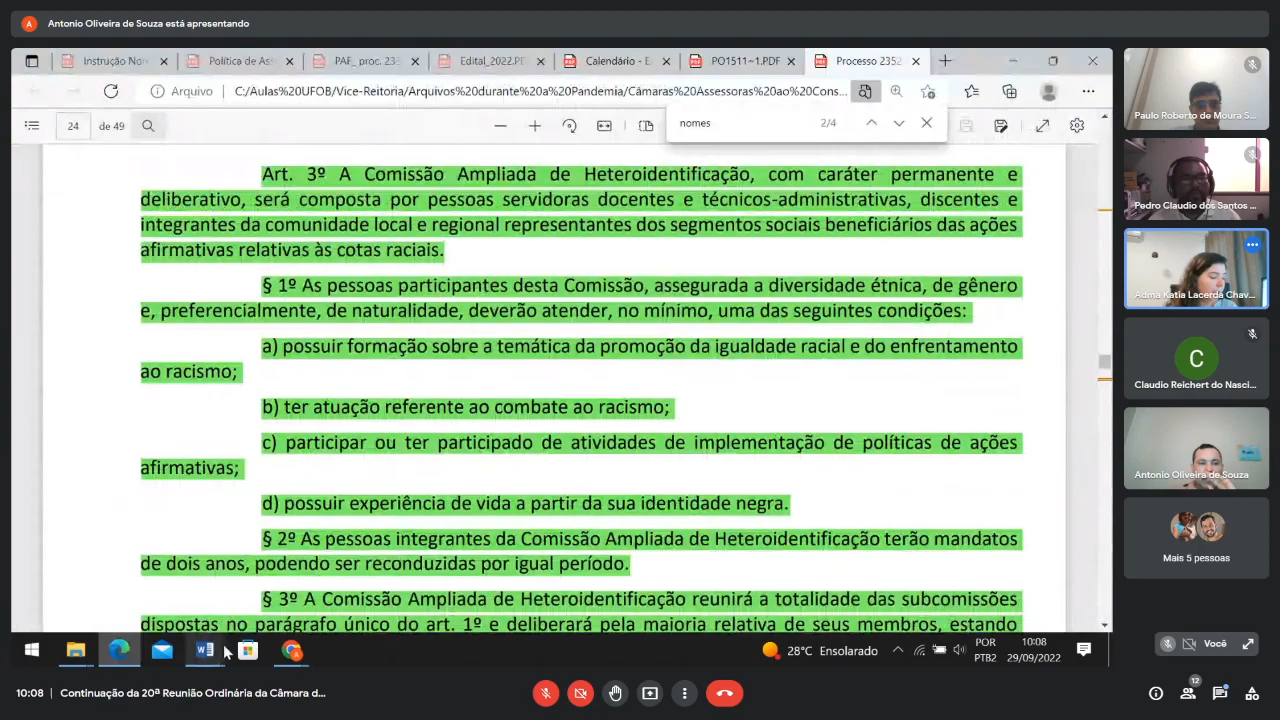 A
Antonio Oliveira de Souza está apresentando
Instrução Nor
Política de Ass
PAF_ proc. 235
Edital_2022.PDF
Calendário - E
PO1511~1.PDF
Processo 2352
Arquivo
C:/Aulas%20UFOB/Vice-Reitoria/Arquivos%20durante%20a%20Pandemia/Câmaras%20Assessoras%20ao%20Cons...
24
de 49
nomes
2/4
Art. 3º A Comissão Ampliada de Heteroidentificação, com caráter permanente e
deliberativo, será composta por pessoas servidoras docentes e técnicos-administrativas, discentes e
integrantes da comunidade local e regional representantes dos segmentos sociais beneficiários das ações
afirmativas relativas às cotas raciais.
§ 1º As pessoas participantes desta Comissão, assegurada a diversidade étnica, de gênero
e, preferencialmente, de naturalidade, deverão atender, no mínimo, uma das seguintes condições:
a) possuir formação sobre a temática da promoção da igualdade racial e do enfrentamento
ao racismo;
b) ter atuação referente ao combate ao racismo;
c) participar ou ter participado de atividades de implementação de políticas de ações
afirmativas;
d) possuir experiência de vida a partir da sua identidade negra.
§ 2º As pessoas integrantes da Comissão Ampliada de Heteroidentificação terão mandatos
de dois anos, podendo ser reconduzidas por igual período.
§ 3º A Comissão Ampliada de Heteroidentificação reunirá a totalidade das subcomissões
dispostas no parágrafo único do art. 1º e deliberará pela maioria relativa de seus membros, estando
28°C Ensolarado
POR
PTB2
10:08
29/09/2022
Paulo Roberto de Moura S...
Pedro Claudio dos Santos ...
Adma Katia Lacerda Chav...
C
Claudio Reichert do Nasci...
Antonio Oliveira de Souza
Mais 5 pessoas
Você
10:08
Continuação da 20ª Reunião Ordinária da Câmara d...
12